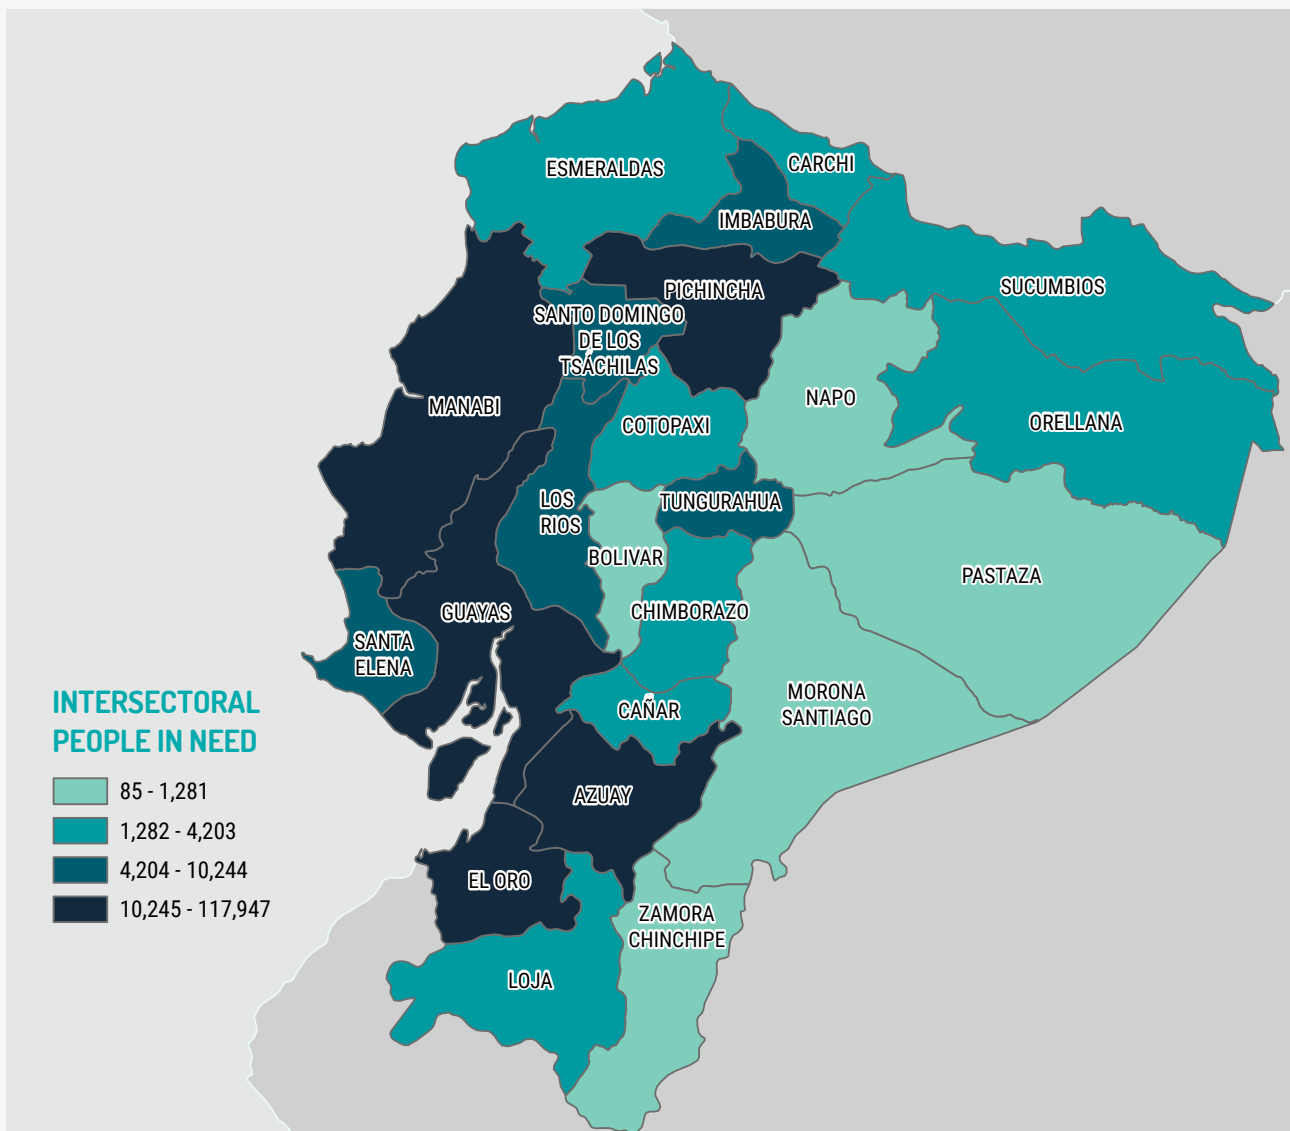 ESMERALDAS
CARCHI
IMBABURA
PICHINCHA
SUCUMBIOS
SANTO DOMINGO
DE LOS
TSÁCHILAS
MANABI
NAPO
COTOPAXI
ORELLANA
LOS
RIOS
TUNGURAHUA
BOLIVAR
PASTAZA
GUAYAS
CHIMBORAZO
SANTA
ELENA
MORONA
SANTIAGO
CAÑAR
INTERSECTORAL
PEOPLE IN NEED
85 - 1,281
1,282 - 4,203
4,204 - 10,244
10,245 - 117,947
AZUAY
EL ORO
ZAMORA
CHINCHIPE
LOJA